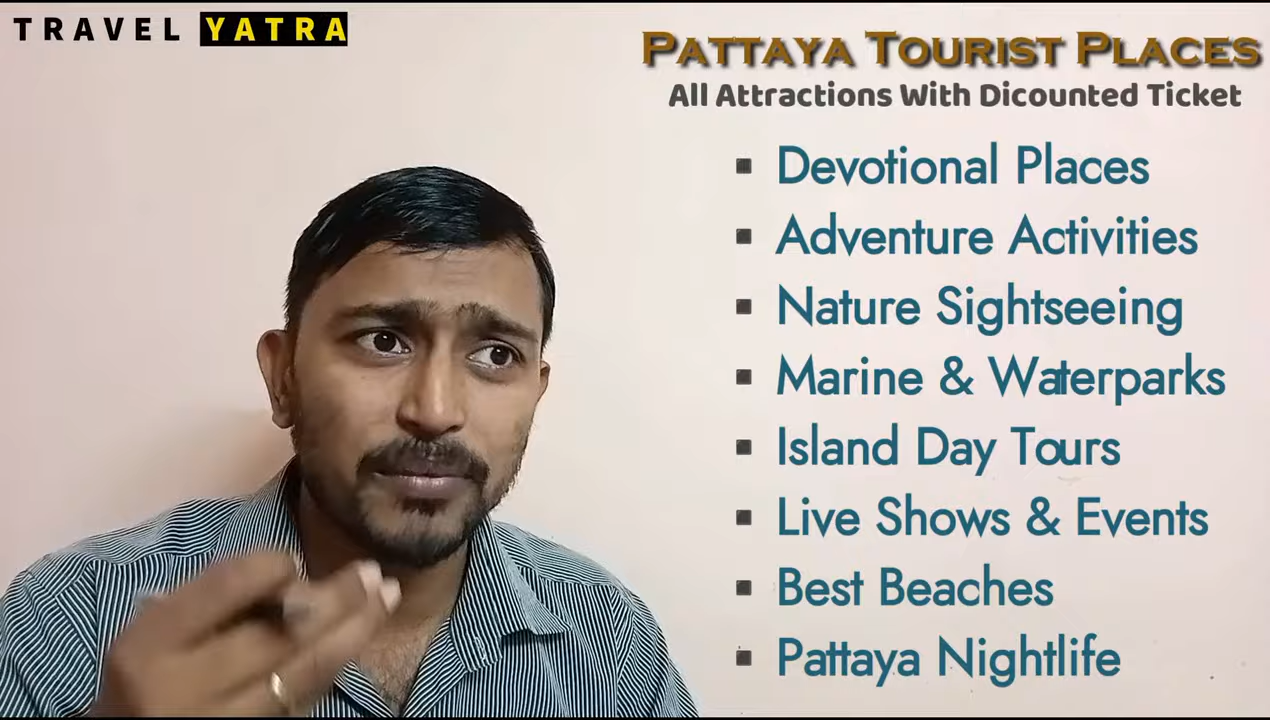 TRAVEL YATRA
PATTAYA TOURIST PLACES
All Attractions With Dicounted Ticket
Devotional Places
Adventure Activities
Nature Sightseeing
Marine & Waterparks
Island Day Tours
Live Shows & Events
Best Beaches
Pattaya Nightlife